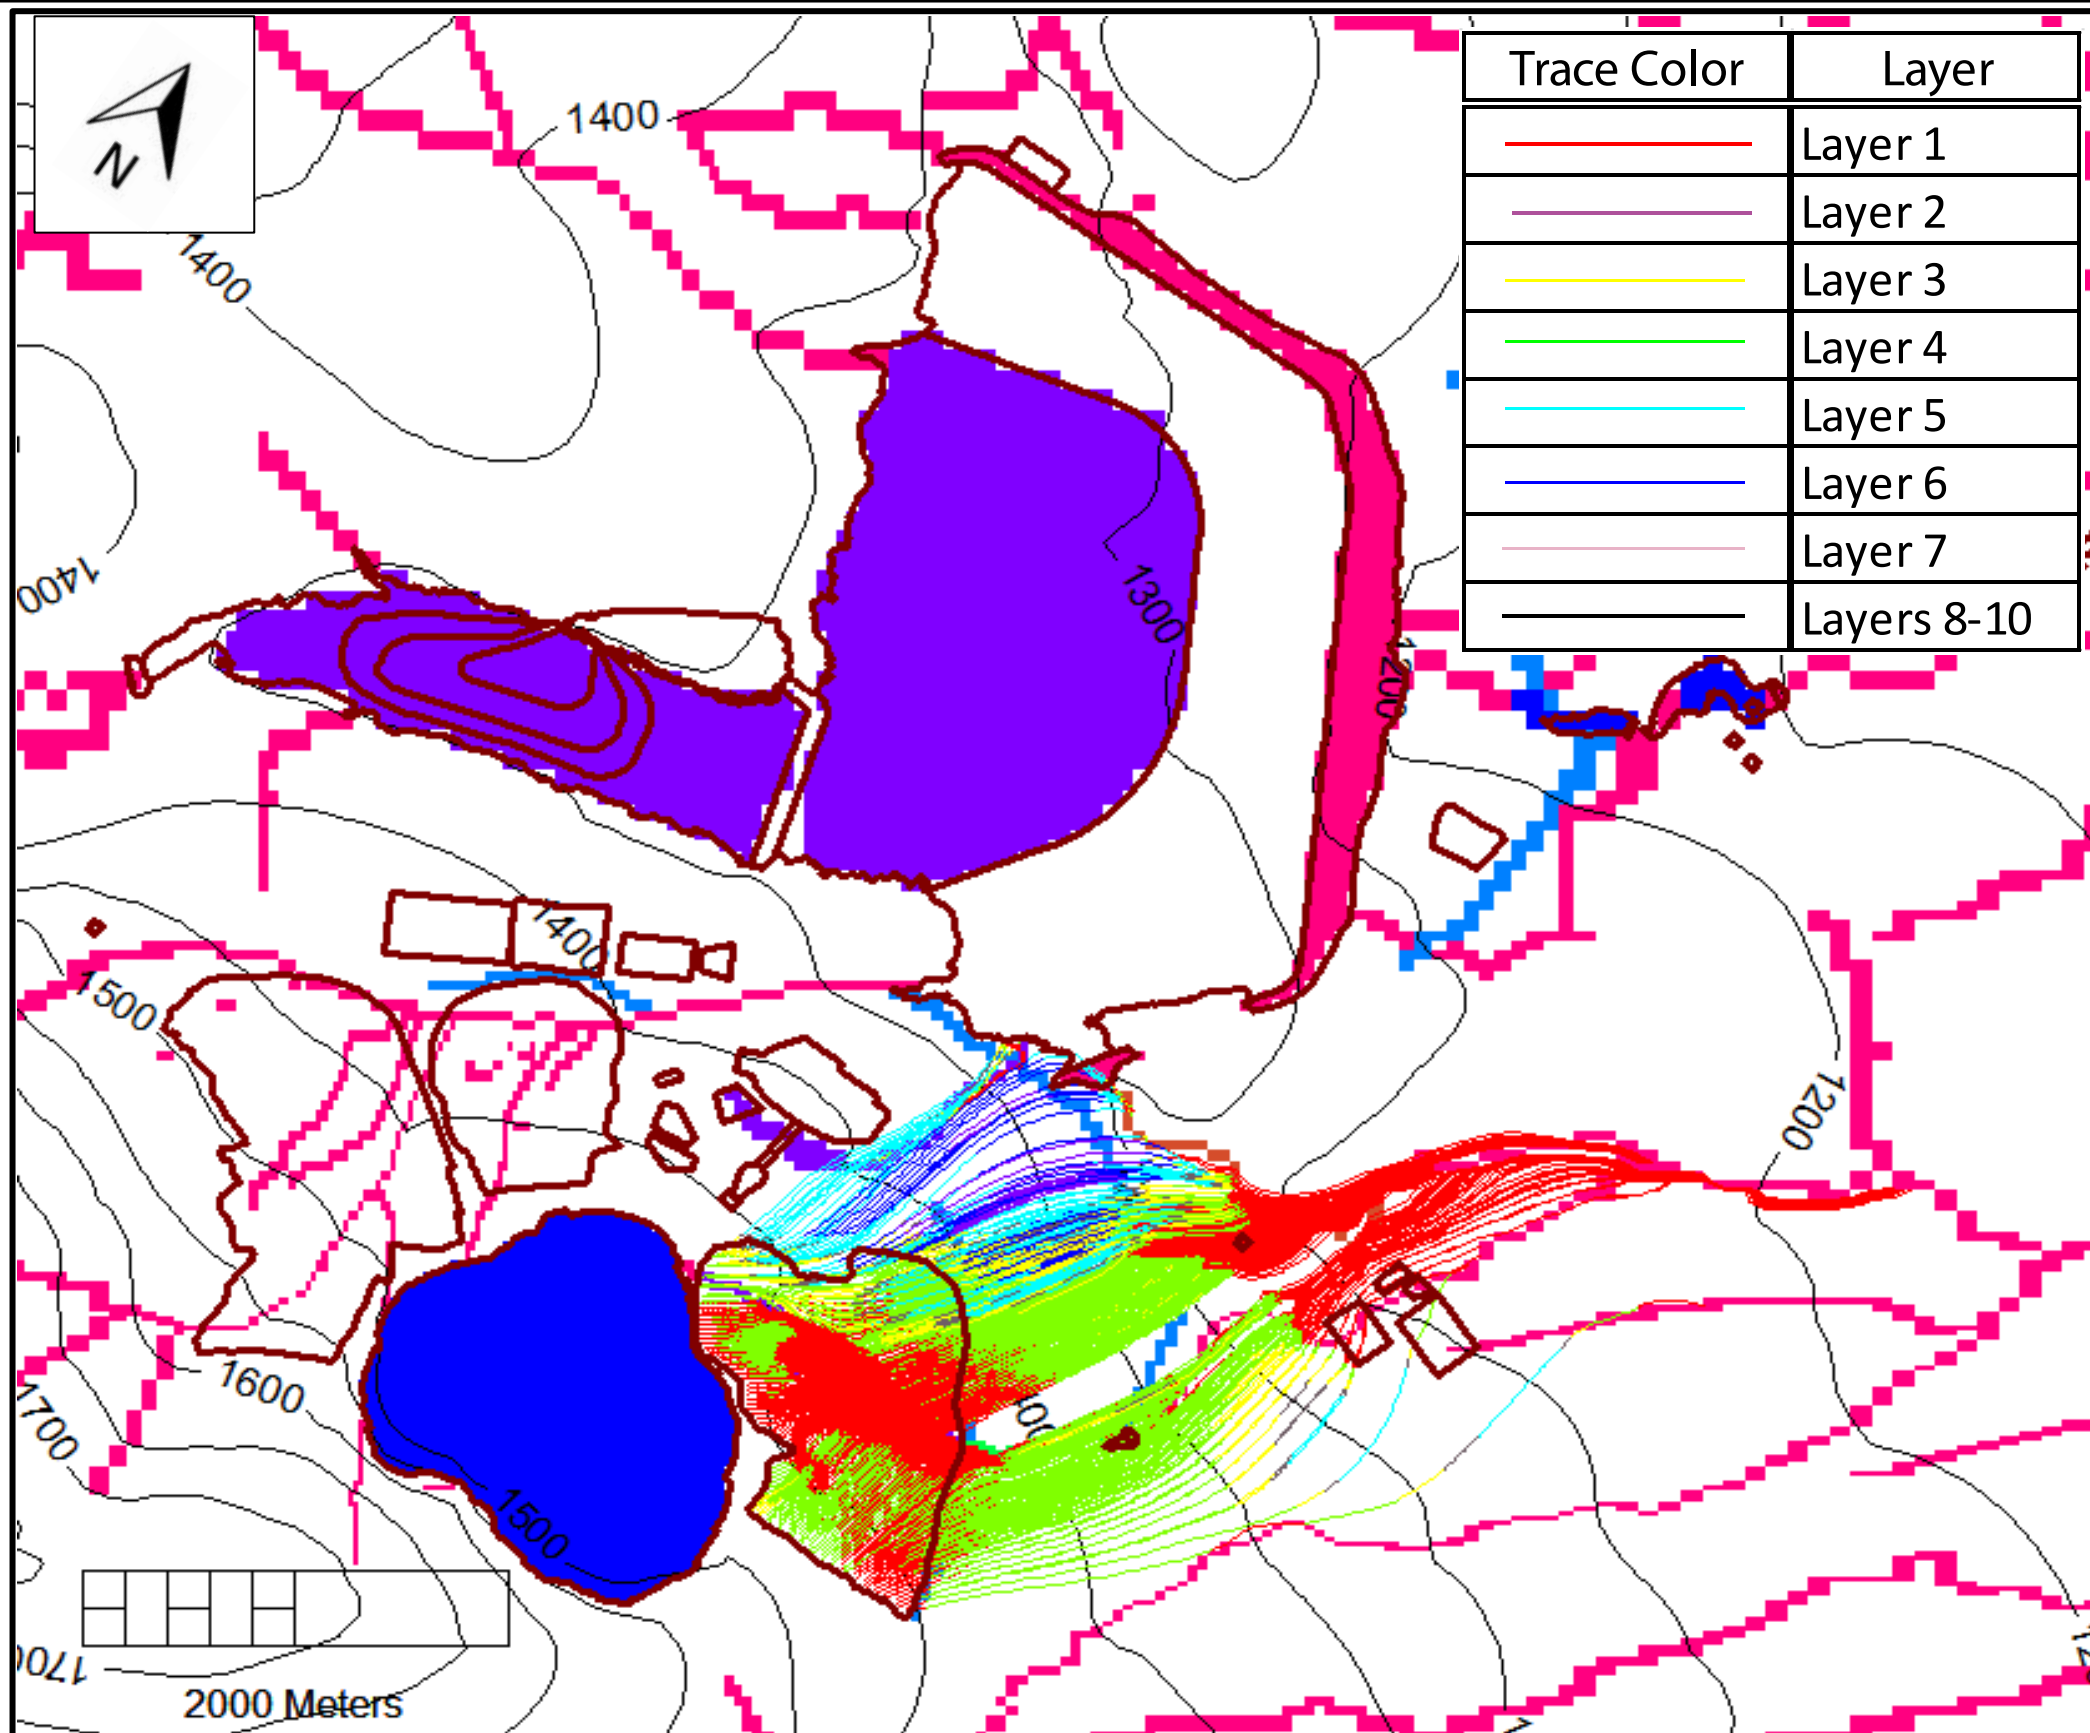 N
Trace Color Layer
Layer 1
Layer 2
Layer 3
Layer 4
Layer 5
Layer 6
Layer 7
Layers 8-10
1400
1400
1400
1300
1200
1400
1500
1200
1600
1700
1500
1700
2000 Meters